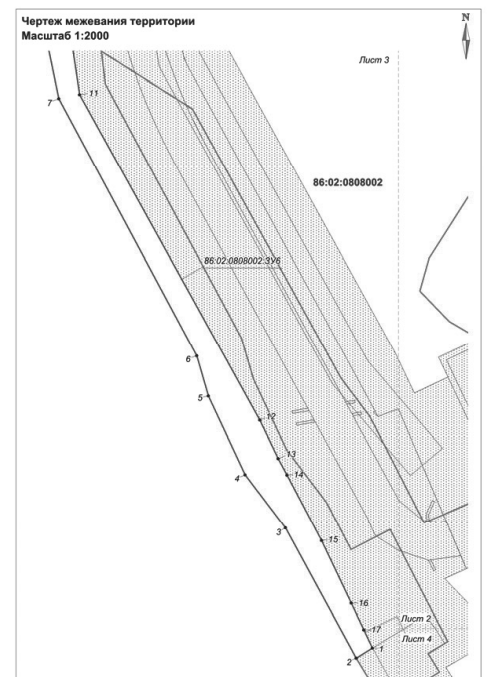 Чертеж межевания территории
Масштаб 1:2000
N
Лист 3
11
7
86:02:0808002
86:02:0808002:ЗУ6
6
5
12
13
4
14
3
15
16
Лист 2
17
Лист 4
1
2